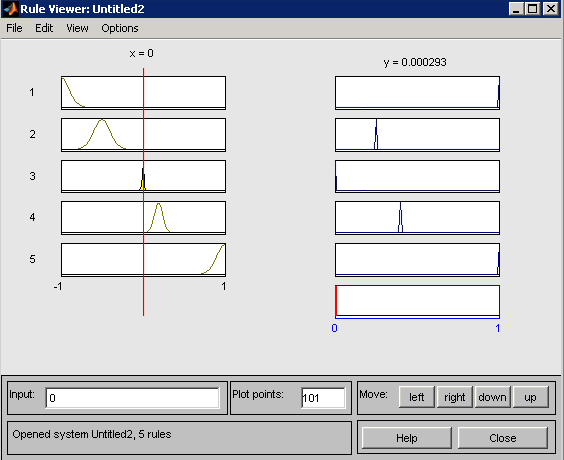 Rule Viewer: Untitled2
File Edit View Options
x = 0
y = 0.000293
1
2
3
4
5
-1 1
0 1
Input: 0 Plot points: 101 Move: left right down up
Opened system Untitled2, 5 rules
Help Close